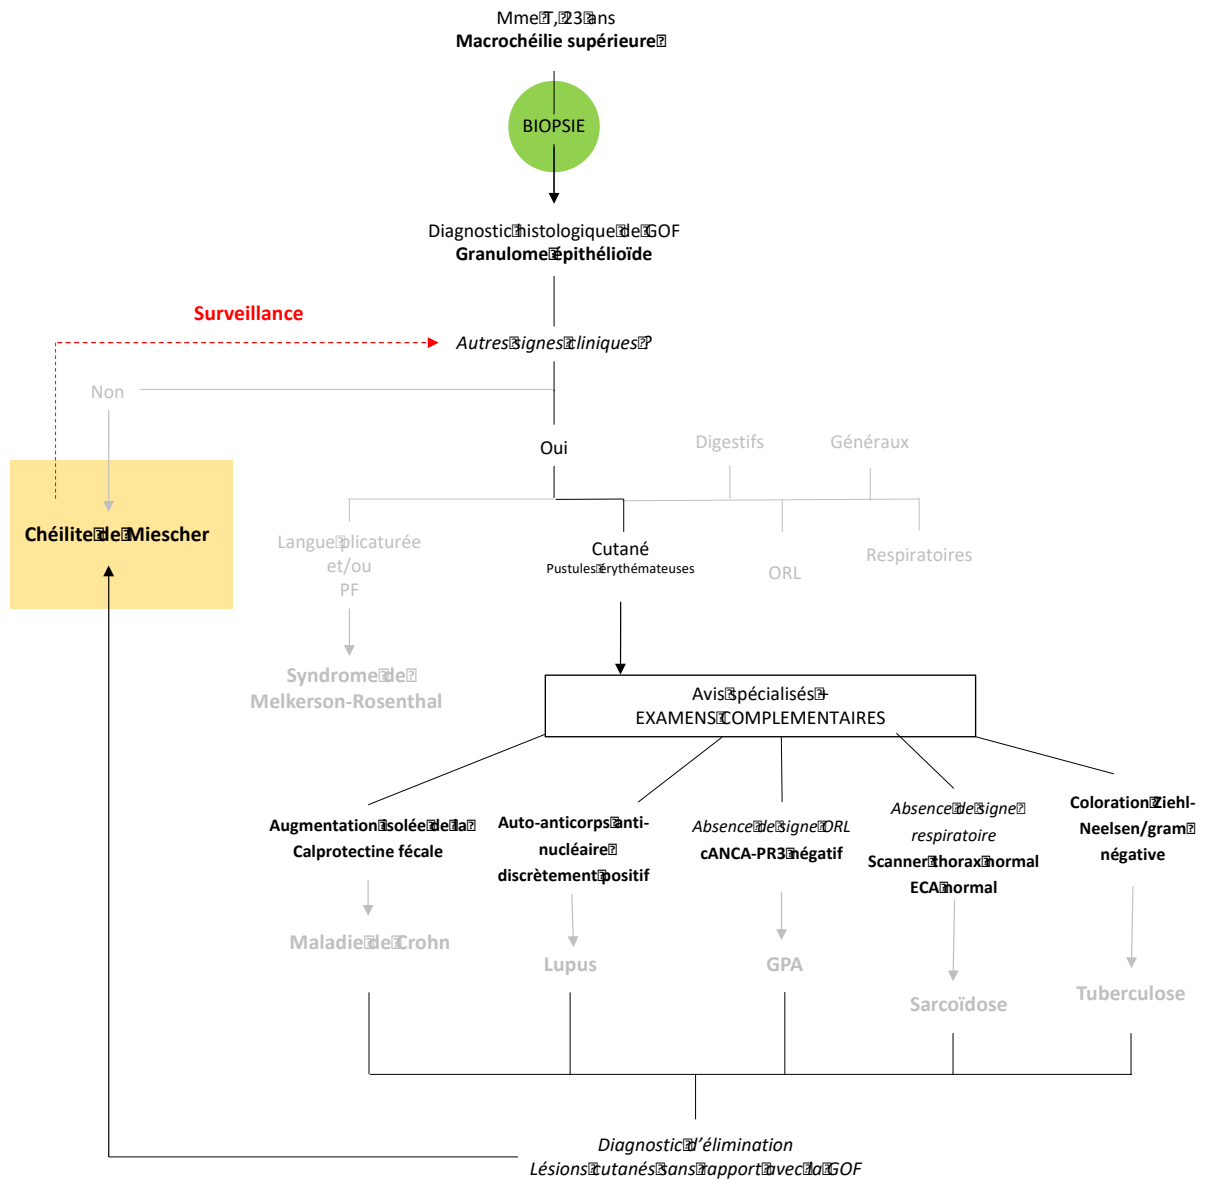 Mme T, 23 ans
Macrochéilie supérieure
BIOPSIE
Diagnostic histologique de GOF
Granulome épithélioïde
Surveillance
Autres signes cliniques ?
Non
Oui
Digestifs
Généraux
Chéilite de Miescher
Langue plicaturée
et/ou
PF
Cutané
Pustules érythémateuses
ORL
Respiratoires
Syndrome de
Melkerson-Rosenthal
Avis spécialisés +
EXAMENS COMPLEMENTAIRES
Augmentation isolée de la
Calprotectine fécale
Auto-anticorps anti-
nucléaire
discrètement positif
Absence de signe ORL
cANCA-PR3 négatif
Absence de signe
respiratoire
Scanner thorax normal
ECA normal
Coloration Ziehl-
Neelsen/gram
négative
Maladie de Crohn
Lupus
GPA
Sarcoïdose
Tuberculose
Diagnostic d'élimination
Lésions cutanés sans rapport avec la GOF